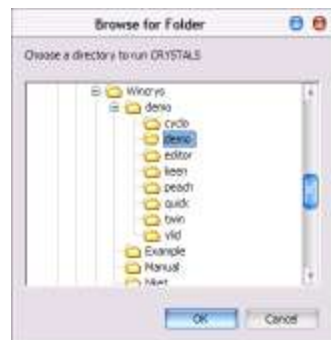 Browse for Folder
Choose a directory to run CRYSTALS
Wincrys
demo
cyclo
demo
editor
keen
peach
quick
twin
ylid
Example
Manual
OK
Cancel